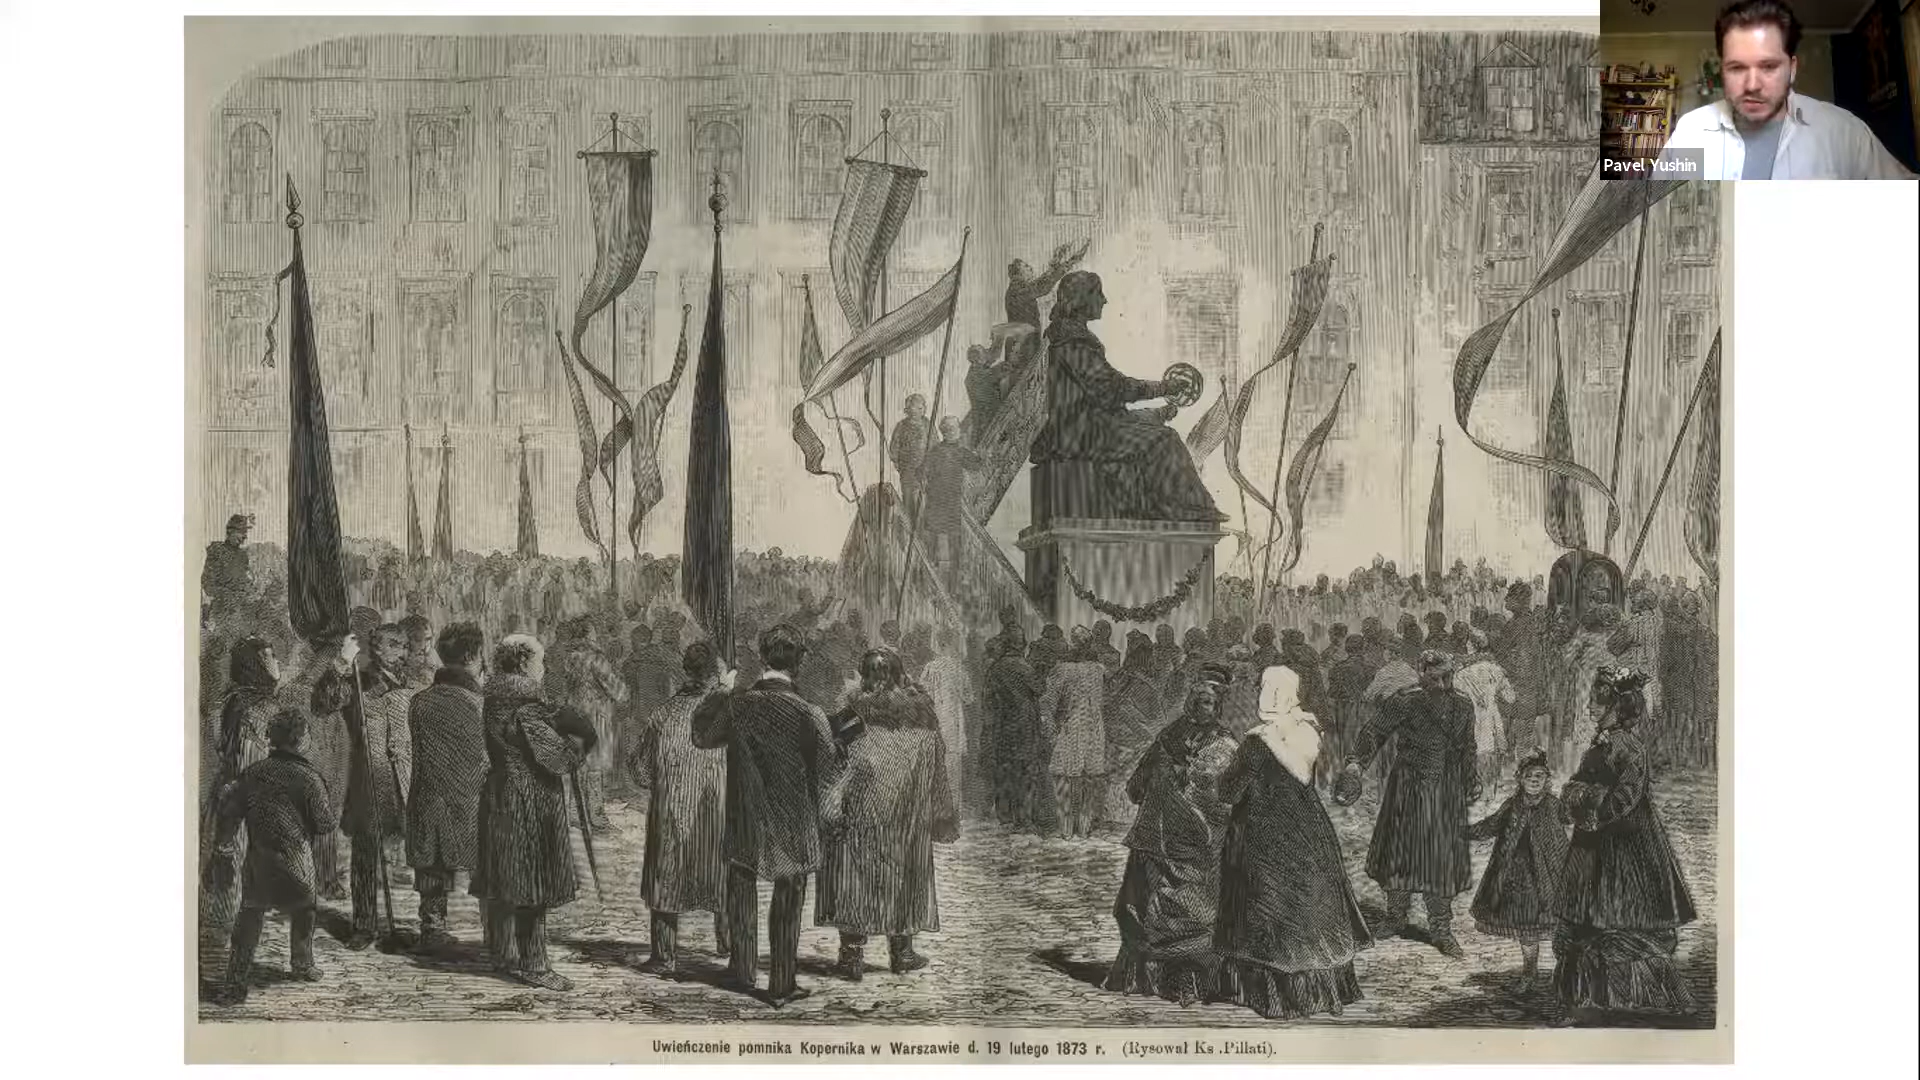 Pavel Yushin
Uwieńczenie pomnika Kopernika w Warszawie d. 19 lutego 1873 r. (Rysował Ks .Pillati).